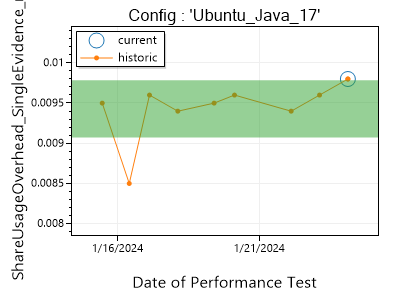 Config : 'Ubuntu_Java_17'
current
historic
ShareUsageOverhead_SingleEvidence_
0.01
0.0095
0.009
0.0085
0.008
1/16/2024
1/21/2024
Date of Performance Test